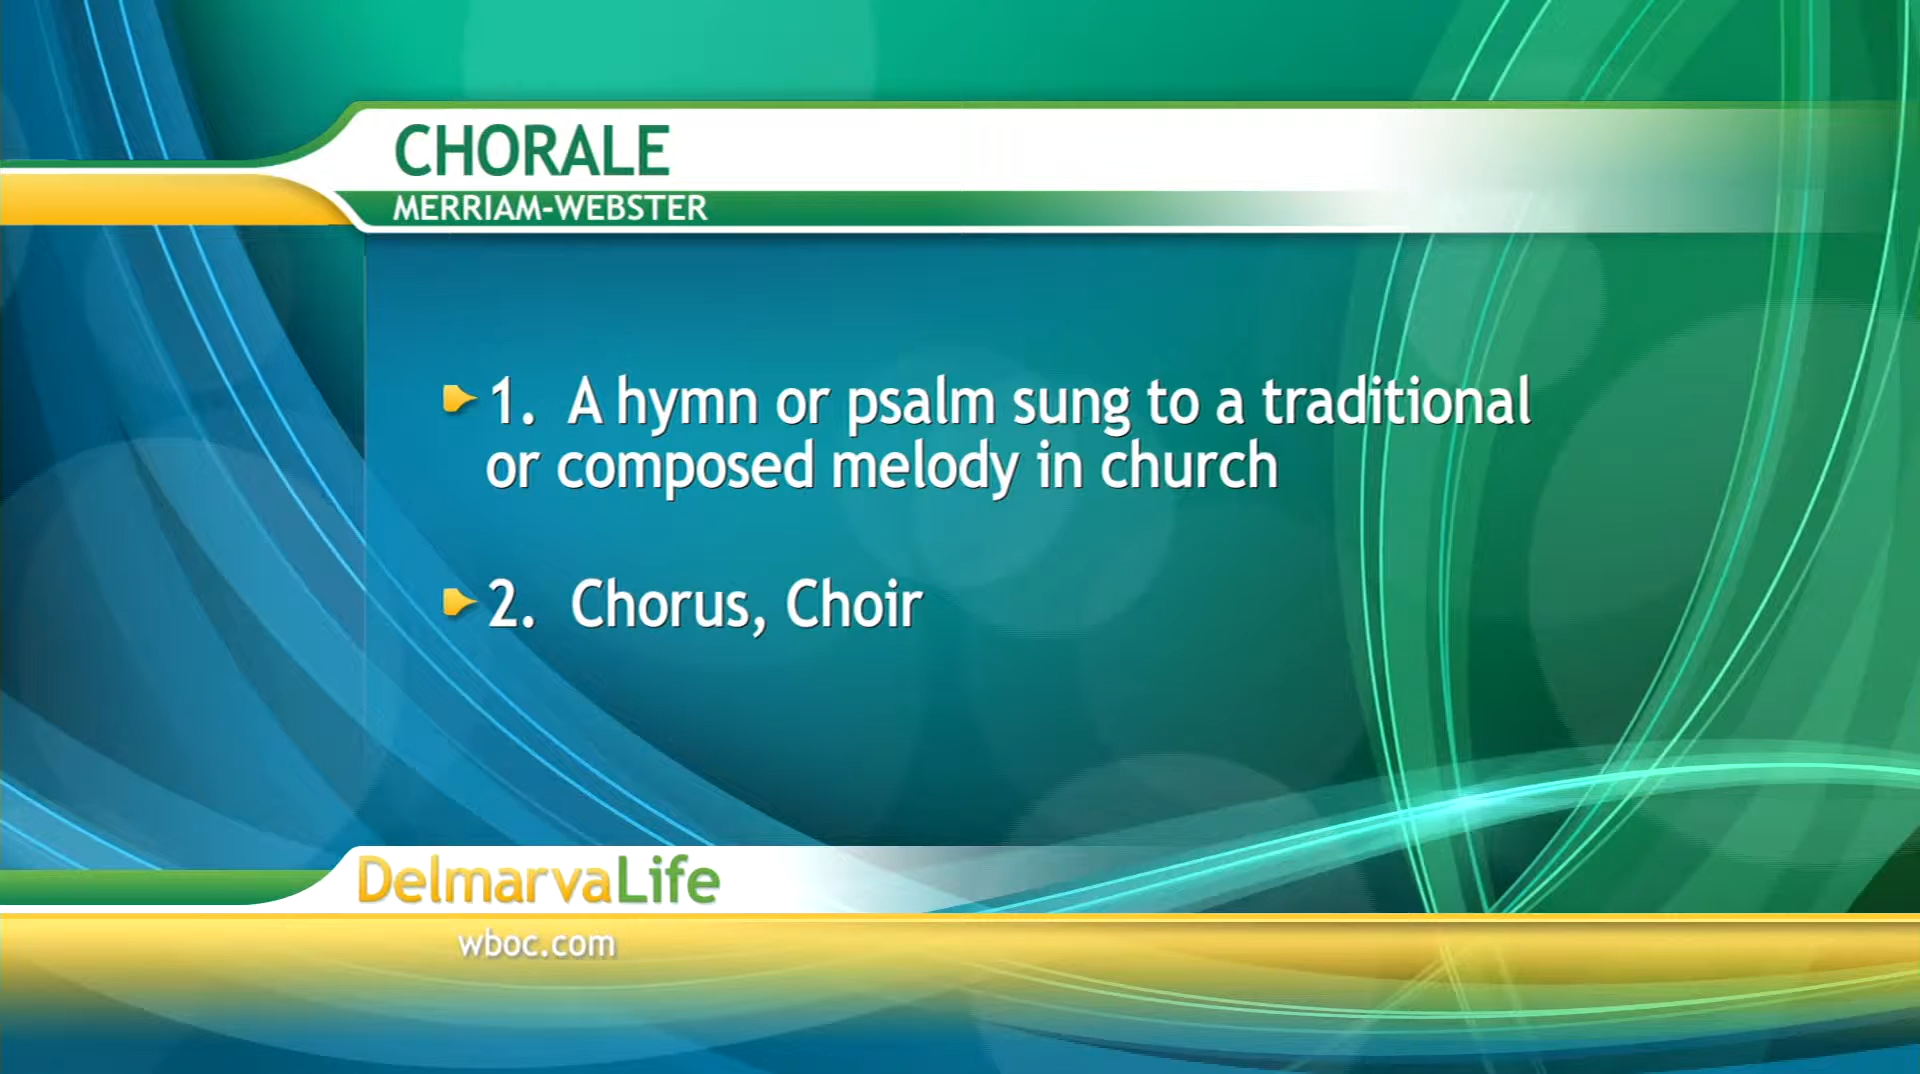 CHORALE
MERRIAM-WEBSTER
1. A hymn or psalm sung to a traditional
or composed melody in church
2. Chorus, Choir
DelmarvaLife
wboc.com